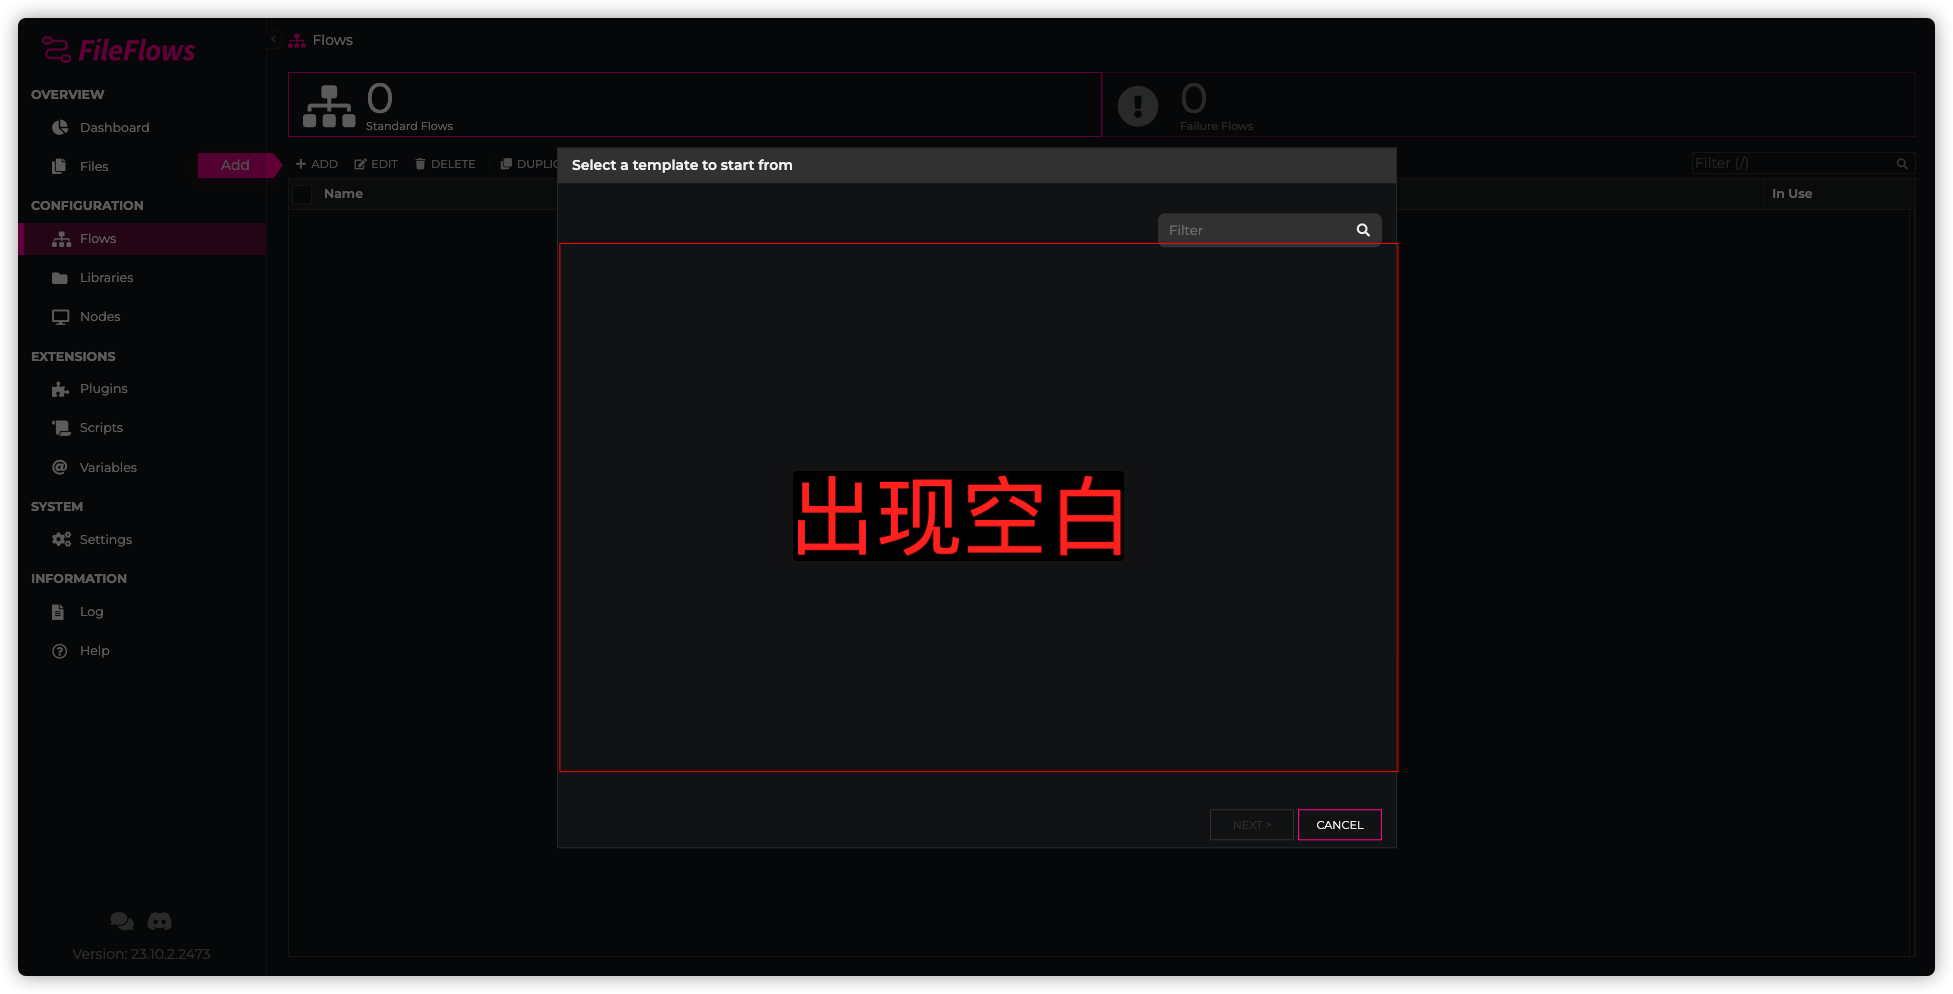 FileFlows
OVERVIEW
Dashboard
Files
CONFIGURATION
Flows
Libraries
Nodes
EXTENSIONS
Plugins
Scripts
Variables
SYSTEM
Settings
INFORMATION
Log
Help
Version: 23.10.2.2473
Flows
0
Standard Flows
0
Failure Flows
Add
ADD EDIT DELETE DUPLIC
Filter (/)
Name
In Use
Select a template to start from
Filter
出现空白
NEXT >
CANCEL